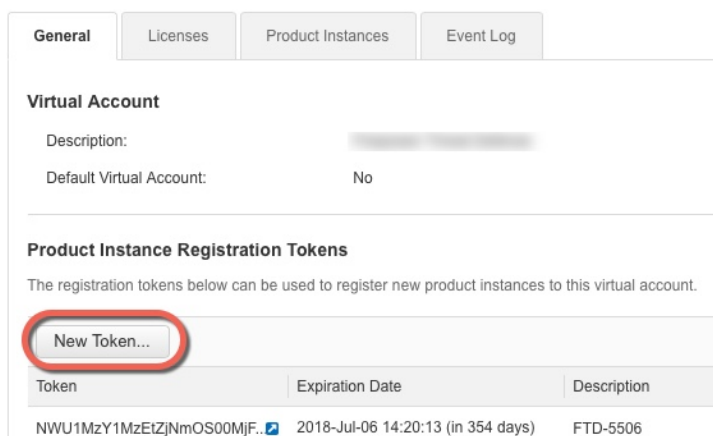 General Licenses Product Instances Event Log
Virtual Account
Description:
Default Virtual Account: No
Product Instance Registration Tokens
The registration tokens below can be used to register new product instances to this virtual account.
New Token...
Token Expiration Date Description
NWU1MzY1MzEtZjNmOS00MjF... 2018-Jul-06 14:20:13 (in 354 days) FTD-5506